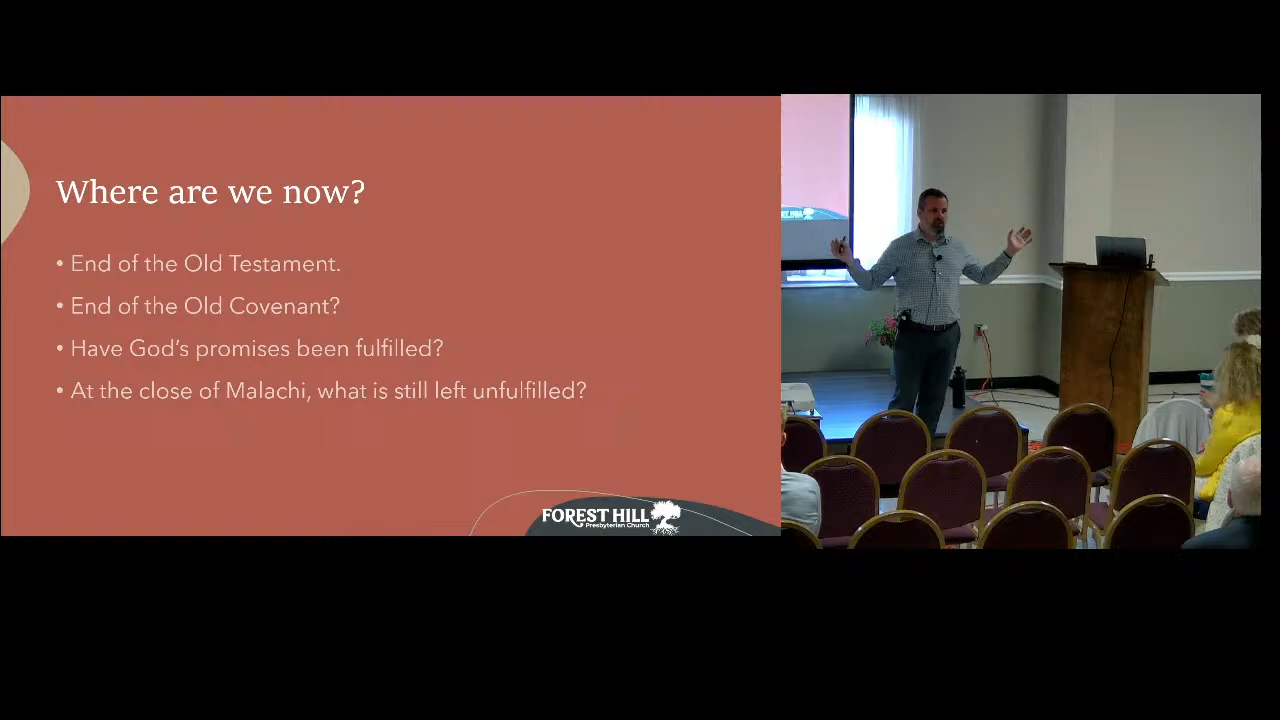 Where are we now?
• End of the Old Testament.
• End of the Old Covenant?
• Have God's promises been fulfilled?
• At the close of Malachi, what is still left unfulfilled?
FOREST HILL
Presbyterian Church